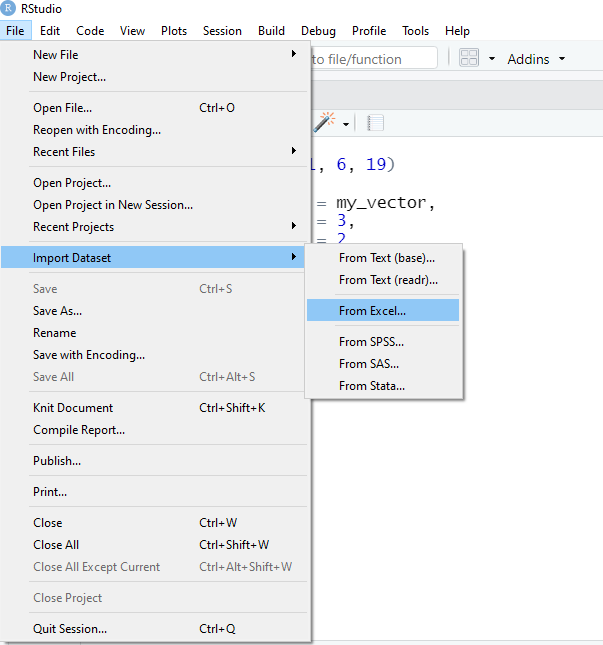 R RStudio
File Edit Code View Plots Session Build Debug Profile Tools Help
to file/function Addins
New File
New Project...
Open File... Ctrl+O
Reopen with Encoding...
Recent Files
Open Project...
Open Project in New Session...
Recent Projects
Import Dataset
Save Ctrl+S
Save As...
Rename
Save with Encoding...
Save All Ctrl+Alt+S
Knit Document Ctrl+Shift+K
Compile Report...
Publish...
Print...
Close Ctrl+W
Close All Ctrl+Shift+W
Close All Except Current Ctrl+Alt+Shift+W
Close Project
Quit Session... Ctrl+Q
From Text (base)...
From Text (readr)...
From Excel...
From SPSS...
From SAS...
From Stata...
, 6, 19)
= my_vector,
= 3,
= 2